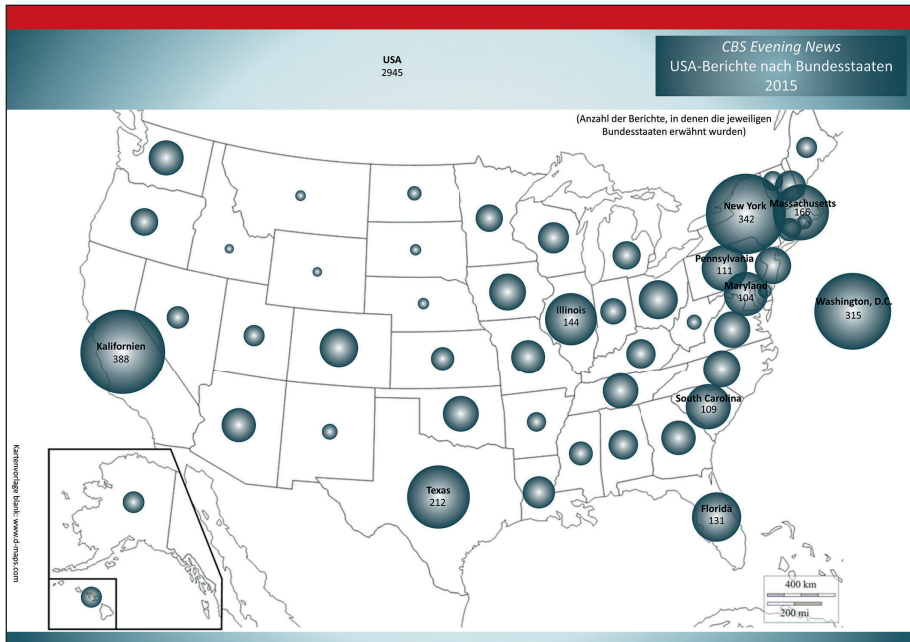 CBS Evening News
USA-Berichte nach Bundesstaaten
2015
USA
2945
(Anzahl der Berichte, in denen die jeweiligen
Bundesstaaten erwähnt wurden)
New York
342
Massachusetts
166
Pennsylvania
111
Maryland
104
Washington, D.C.
315
Illinois
144
Kalifornien
388
South Carolina
109
Texas
212
Florida
131
Kartenvorlage blank: www.d-maps.com
400 km
200 mi